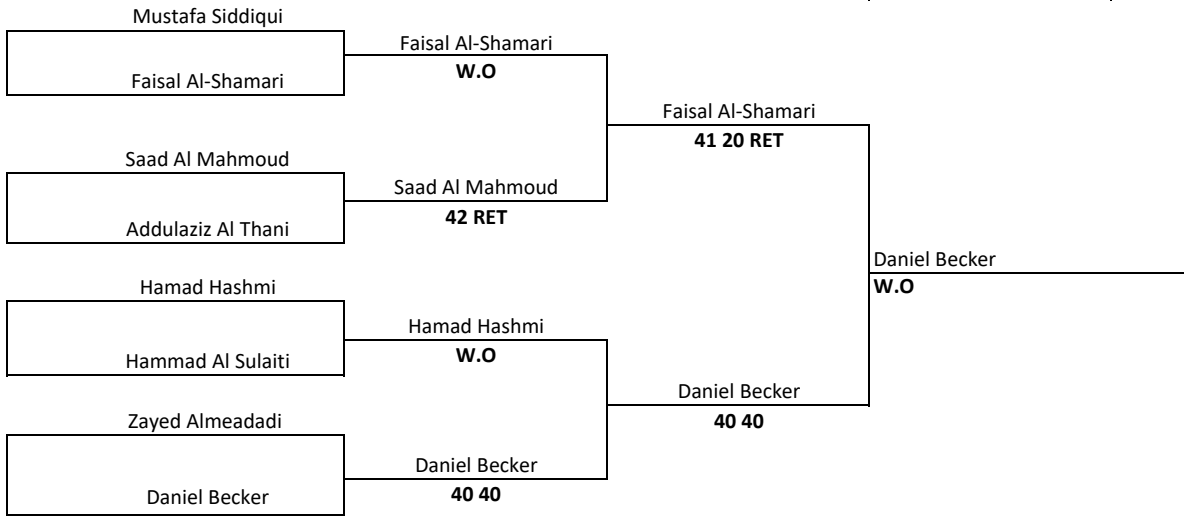 Mustafa Siddiqui
Faisal Al-Shamari
W.O
Faisal Al-Shamari
Faisal Al-Shamari
41 20 RET
Saad Al Mahmoud
Saad Al Mahmoud
42 RET
Addulaziz Al Thani
Daniel Becker
W.O
Hamad Hashmi
Hamad Hashmi
W.O
Hammad Al Sulaiti
Daniel Becker
40 40
Zayed Almeadadi
Daniel Becker
40 40
Daniel Becker